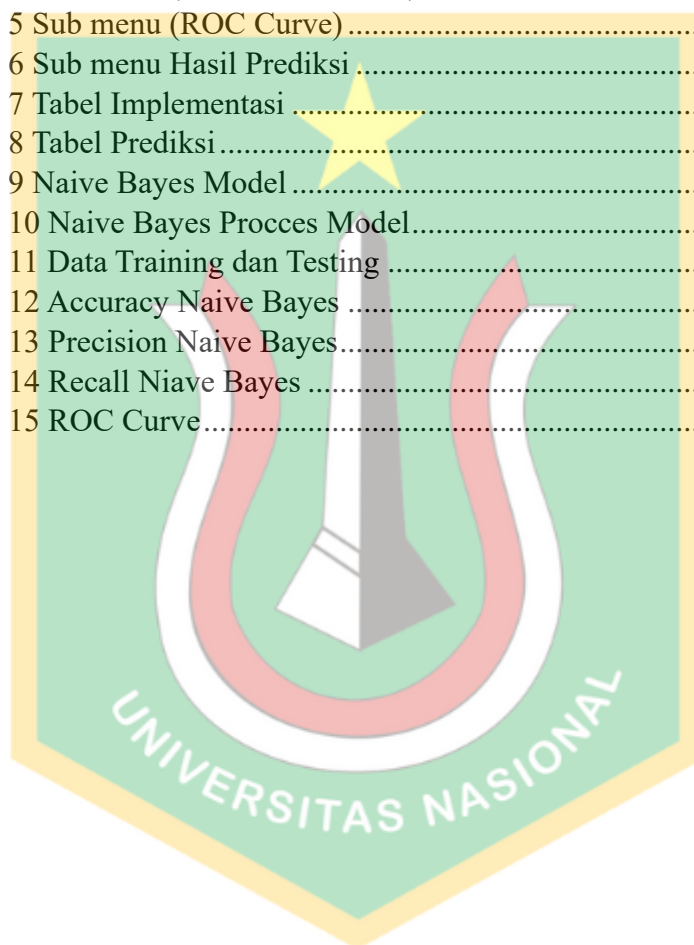 5 Sub menu (ROC Curve)................................................
6 Sub menu Hasil Prediksi................................................
7 Tabel Implementasi................................................
8 Tabel Prediksi................................................
9 Naive Bayes Model................................................
10 Naive Bayes Procces Model................................................
11 Data Training dan Testing................................................
12 Accuracy Naive Bayes................................................
13 Precision Naive Bayes................................................
14 Recall Niave Bayes................................................
15 ROC Curve................................................
UNIVERSITAS NASIONAL